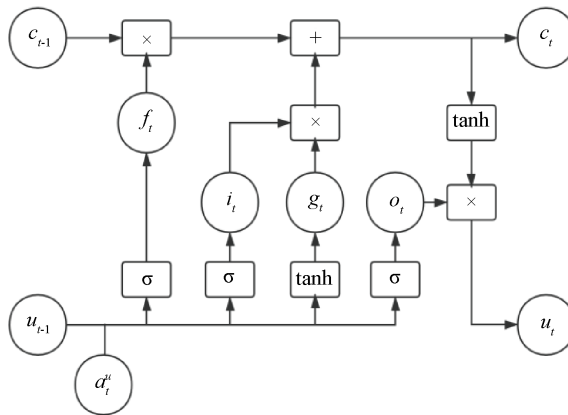 c_{t-1} × + c_t
f_t × tanh
i_t g_t o_t ×
σ σ tanh σ
u_{t-1} u_t
a_t^u